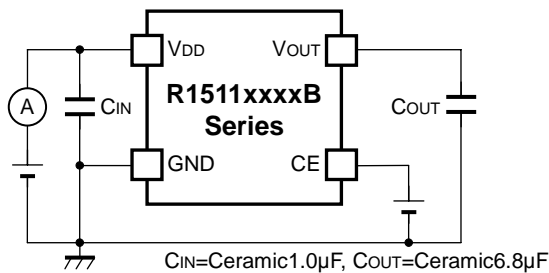 VDD
VOUT
R1511xxxxB
Series
A
CIN
COUT
GND
CE
CIN=Ceramic1.0µF, COUT=Ceramic6.8µF